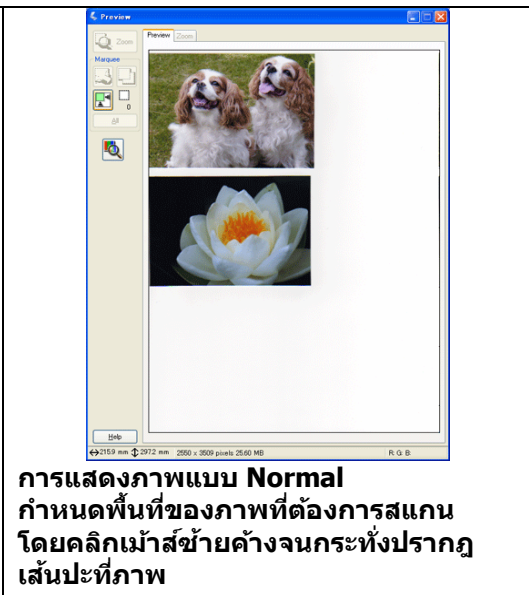 Preview
Zoom
Preview Zoom
Marquee
0
All
Help
215.9 mm 297.2 mm 2550 x 3509 pixels 25.60 MB R: G: B:
การแสดงภาพแบบ Normal
กำหนดพื้นที่ของภาพที่ต้องการสแกน
โดยคลิกเม้าส์ซ้ายค้างจนกระทั่งปรากฎ
เส้นปะที่ภาพ